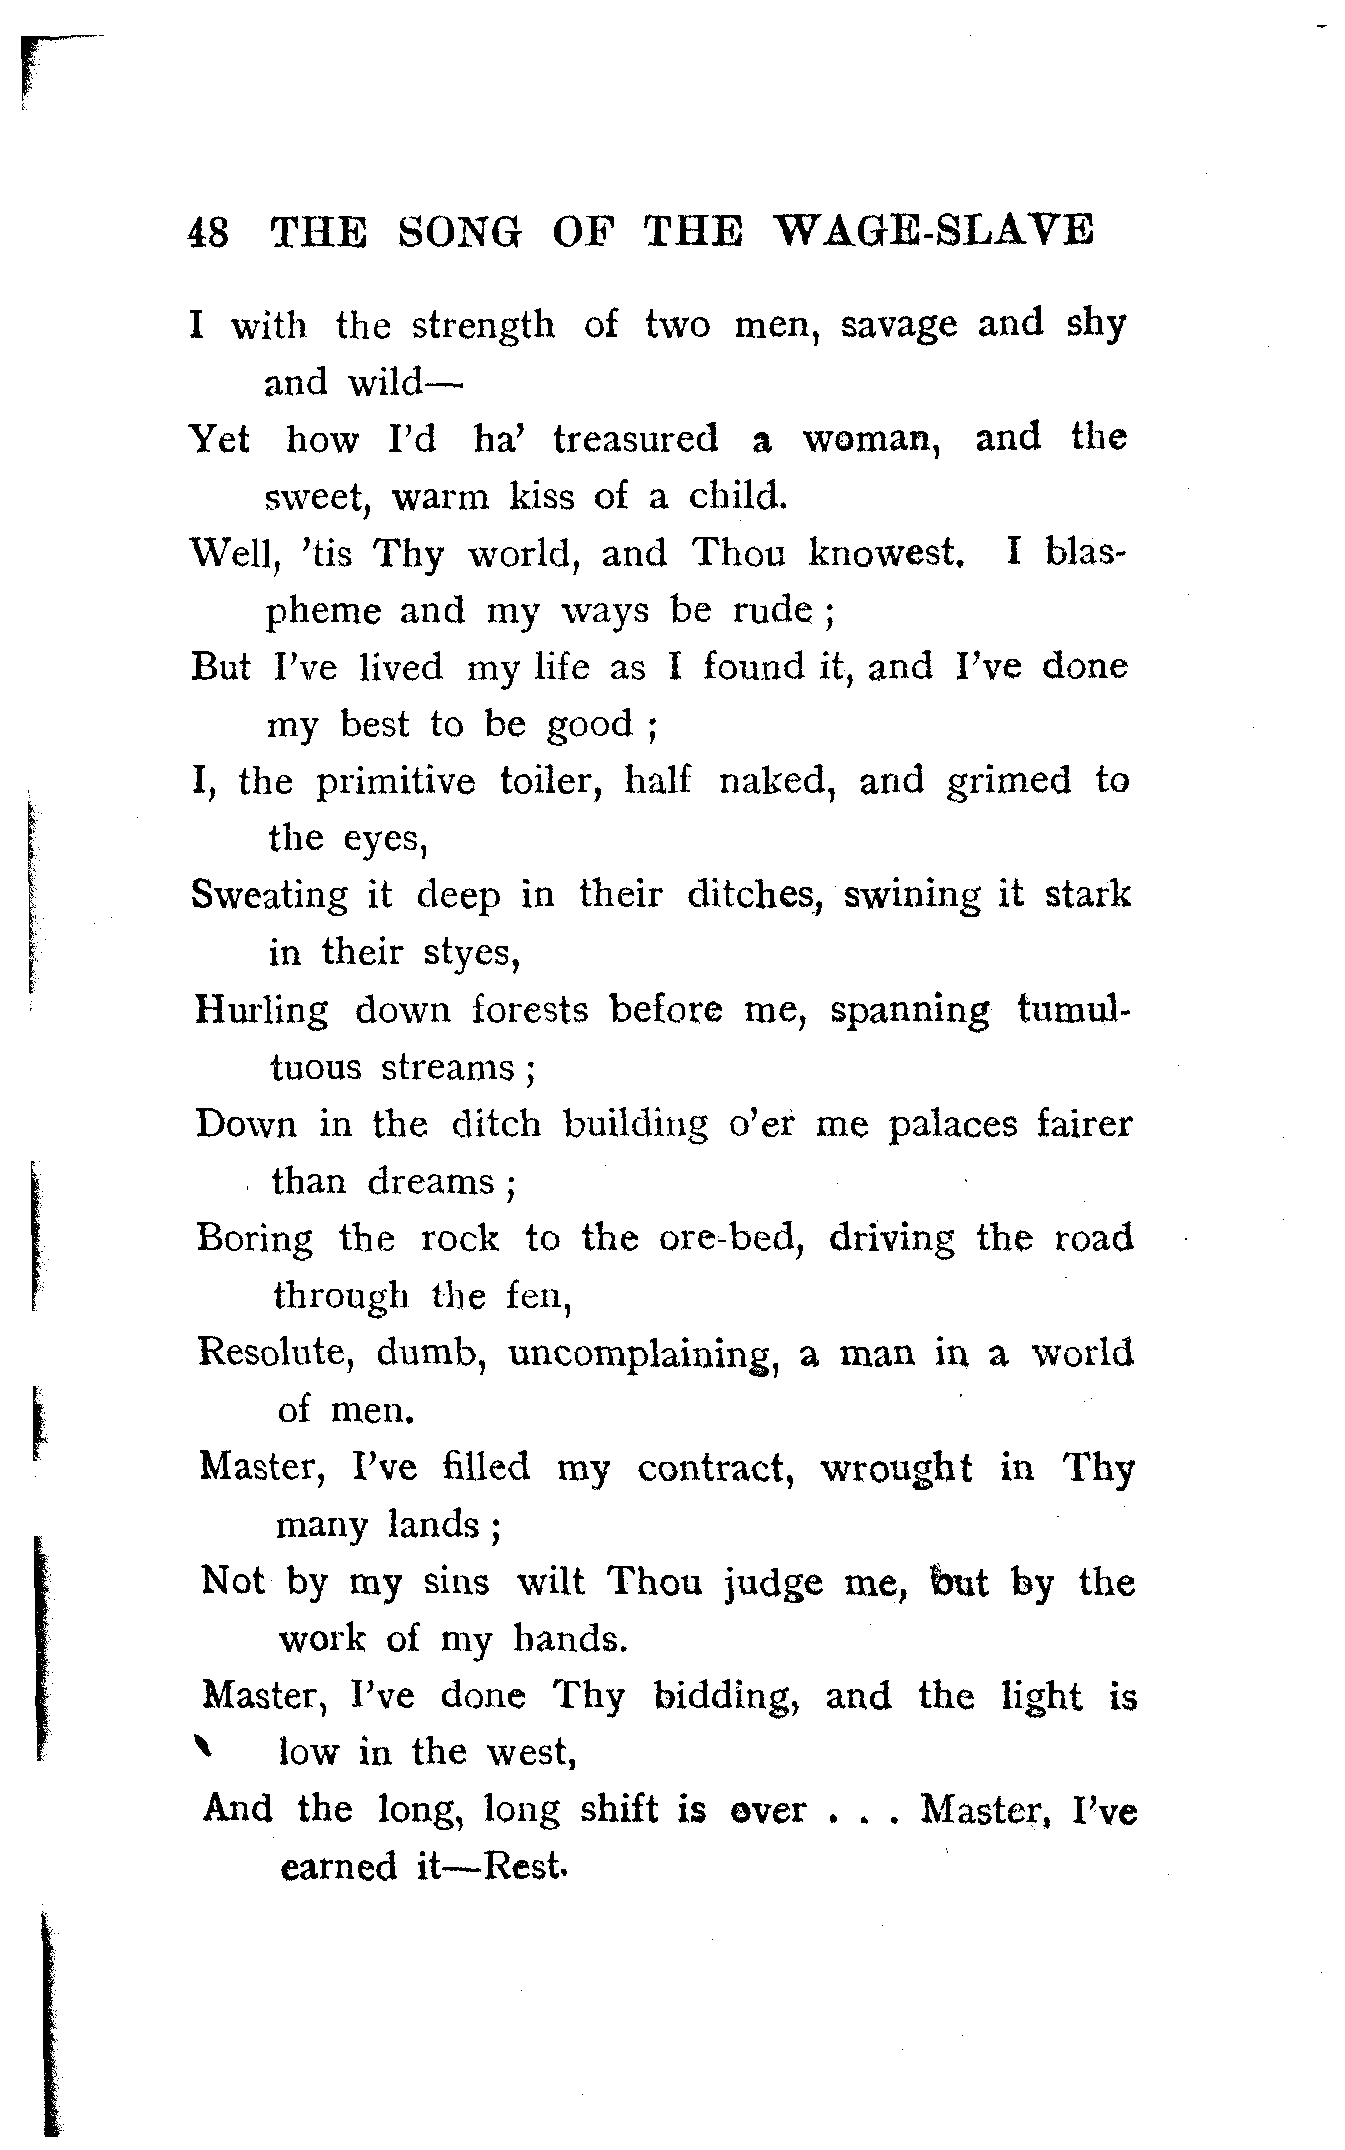 48 THE SONG OF THE WAGE-SLAVE
I with the strength of two men, savage and shy
and wild—
Yet how I'd ha' treasured a woman, and the
sweet, warm kiss of a child.
Well, 'tis Thy world, and Thou knowest. I blas-
pheme and my ways be rude ;
But I've lived my life as I found it, and I've done
my best to be good ;
I, the primitive toiler, half naked, and grimed to
the eyes,
Sweating it deep in their ditches, swining it stark
in their styes,
Hurling down forests before me, spanning tumul-
tuous streams ;
Down in the ditch building o'er me palaces fairer
than dreams ;
Boring the rock to the ore-bed, driving the road
through the fen,
Resolute, dumb, uncomplaining, a man in a world
of men.
Master, I've filled my contract, wrought in Thy
many lands ;
Not by my sins wilt Thou judge me, but by the
work of my hands.
Master, I've done Thy bidding, and the light is
low in the west,
And the long, long shift is over . . . Master, I've
earned it—Rest.